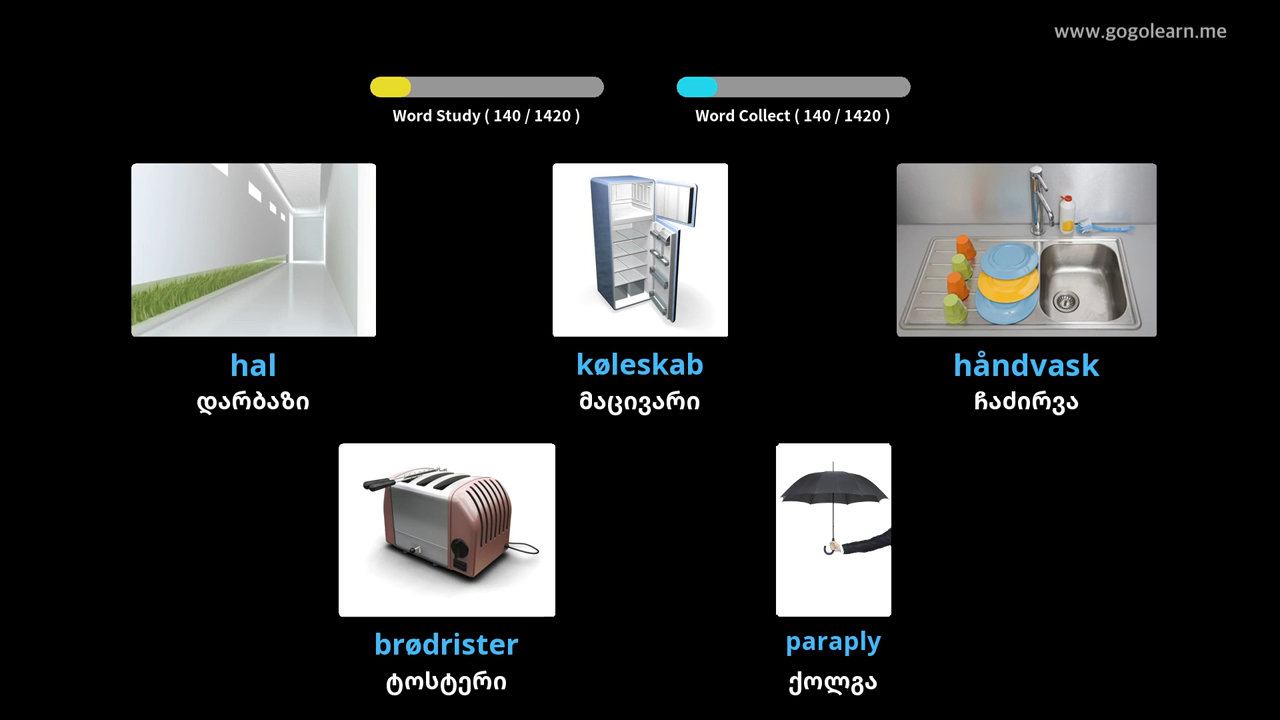 www.gogolearn.me
Word Study ( 140 / 1420 )
Word Collect ( 140 / 1420 )
hal
დარბაზი
køleskab
მაცივარი
håndvask
ჩაძირვა
brødrister
ტოსტერი
paraply
ქოლგა